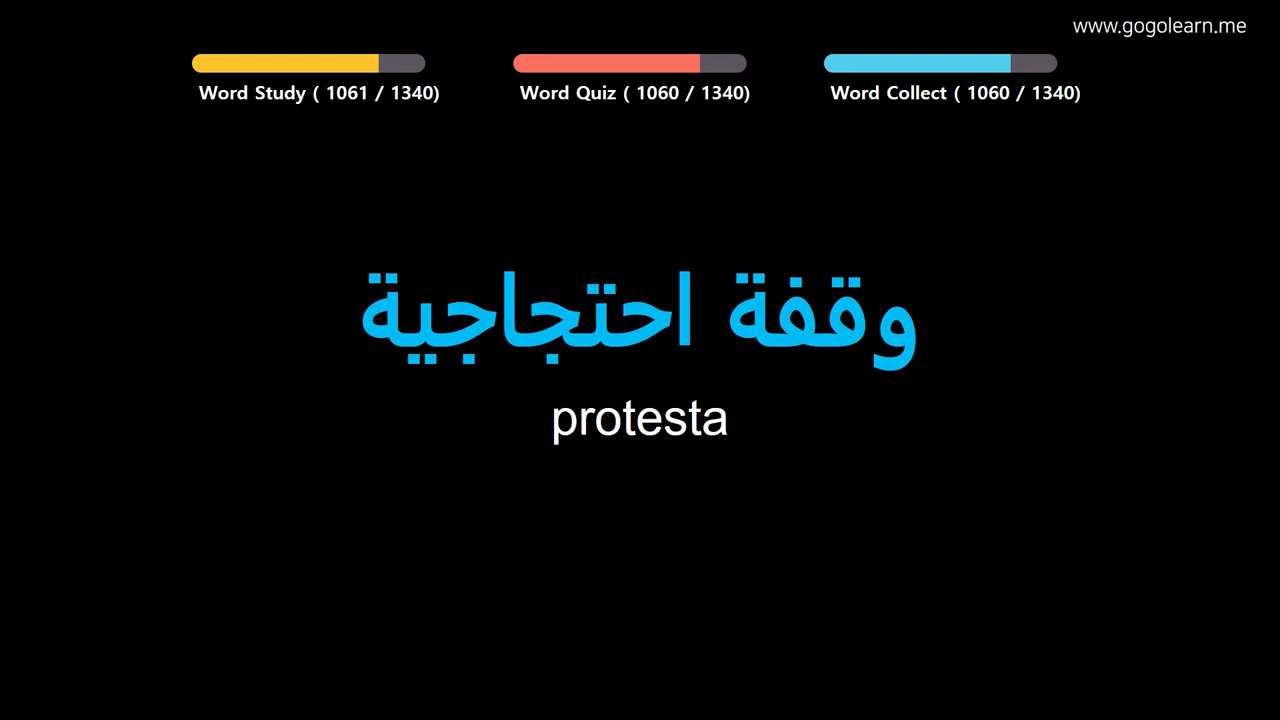 www.gogolearn.me
Word Study ( 1061 / 1340)
Word Quiz ( 1060 / 1340)
Word Collect ( 1060 / 1340)
وقفة احتجاجية
protesta